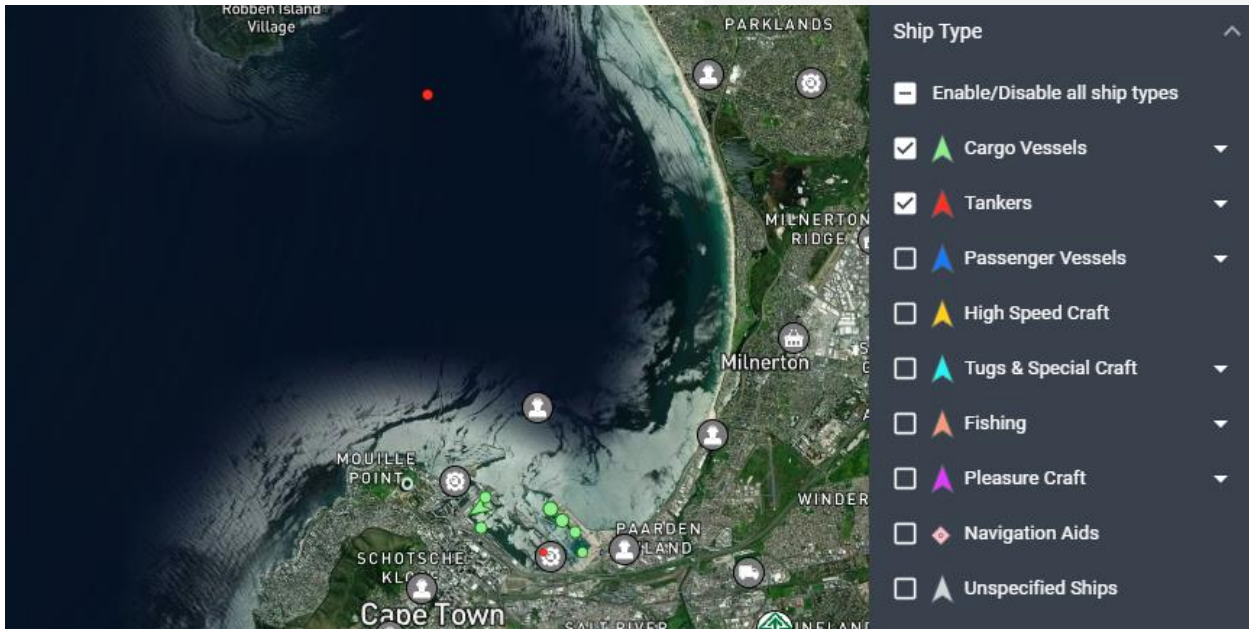 Robben Island
Village
PARKLANDS
MILNERTON
RIDGE
Milnerton
MOUILLE
POINT
WINDER
PAARDEN
LAND
SCHOTSCHE
Cape Town
SALT RIVER
Ship Type
Enable/Disable all ship types
Cargo Vessels
Tankers
Passenger Vessels
High Speed Craft
Tugs & Special Craft
Fishing
Pleasure Craft
Navigation Aids
Unspecified Ships